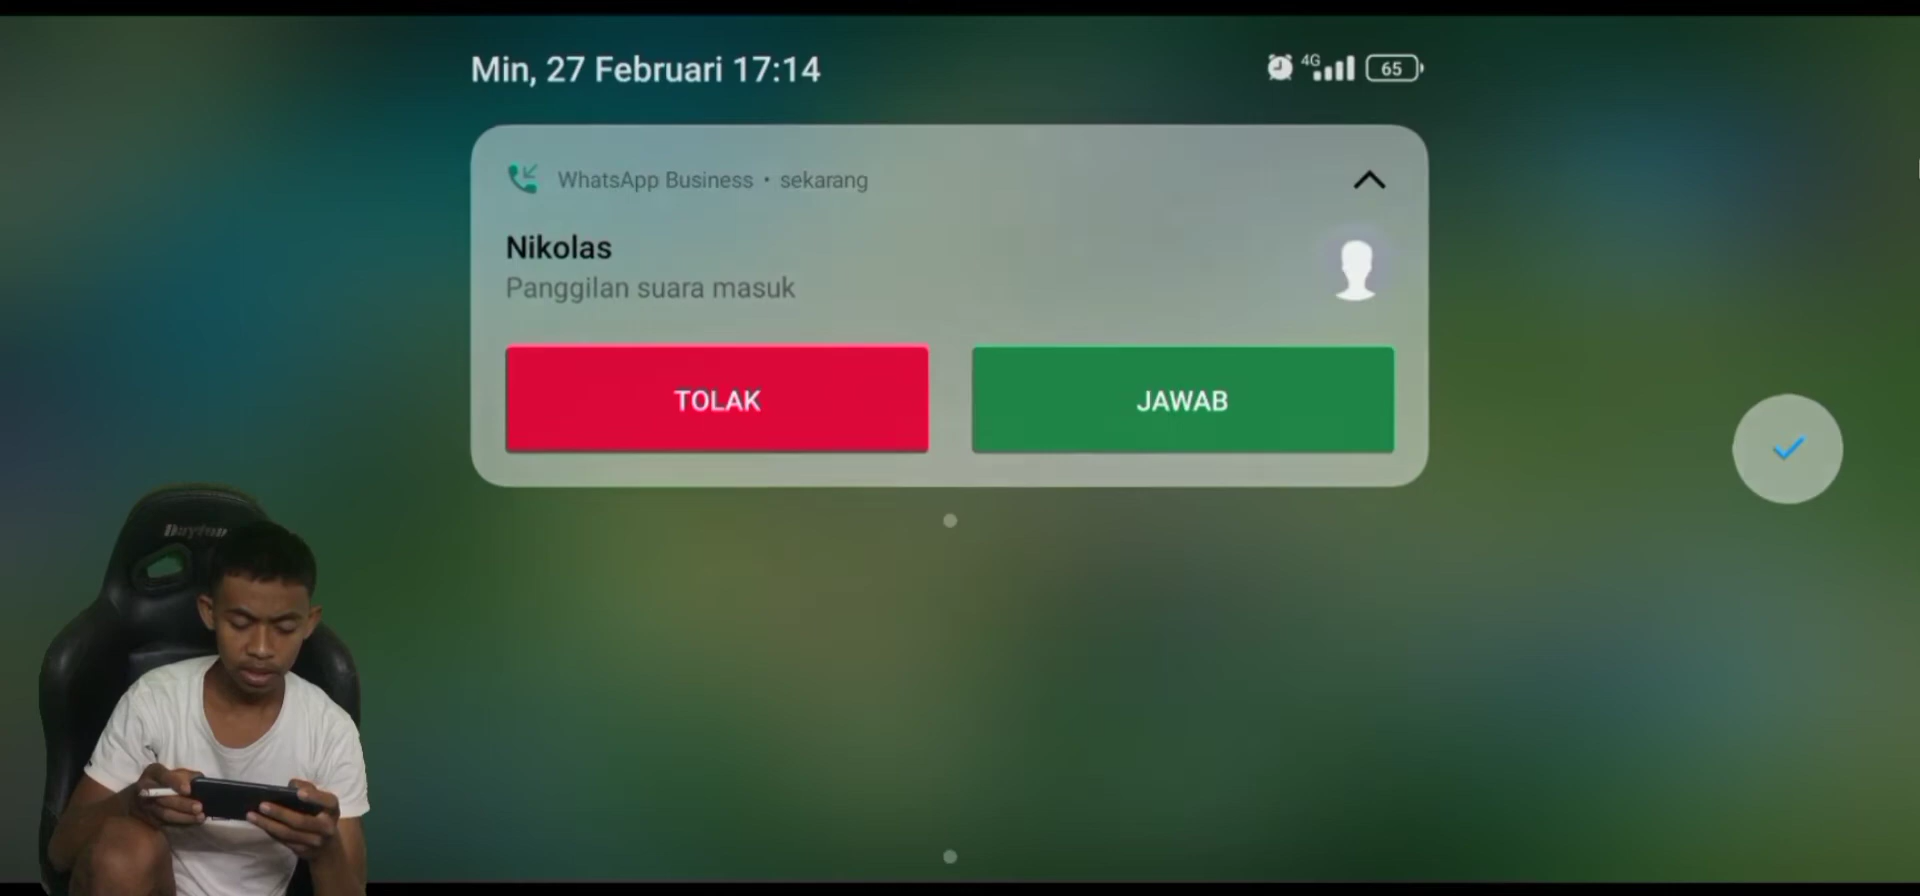 Min, 27 Februari 17:14
4G
65
WhatsApp Business • sekarang
Nikolas
Panggilan suara masuk
TOLAK
JAWAB